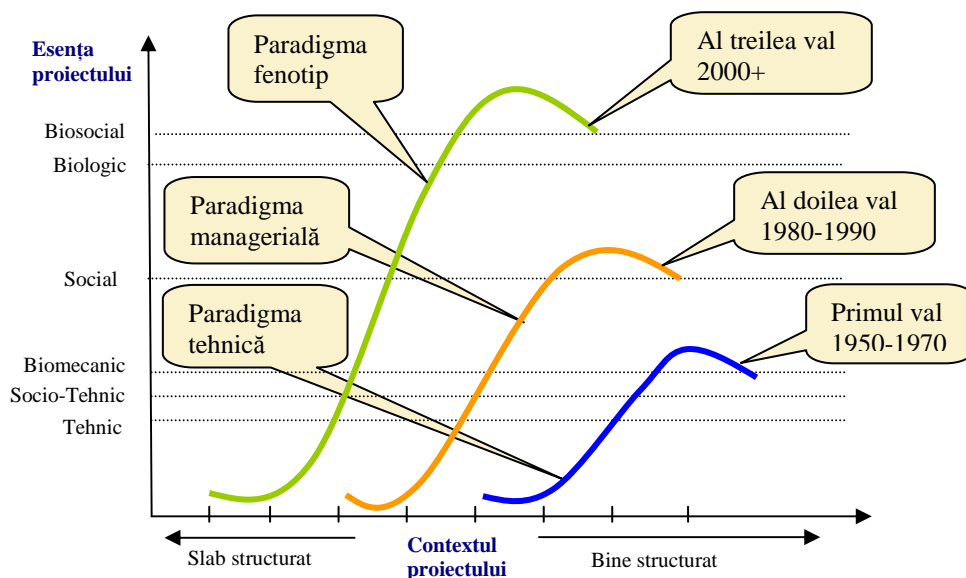 Esența
proiectului
Paradigma
fenotip
Al treilea val
2000+
Biosocial
Biologic
Paradigma
managerială
Al doilea val
1980-1990
Social
Paradigma
tehnică
Primul val
1950-1970
Biomecanic
Socio-Tehnic
Tehnic
Slab structurat
Contextul
proiectului
Bine structurat